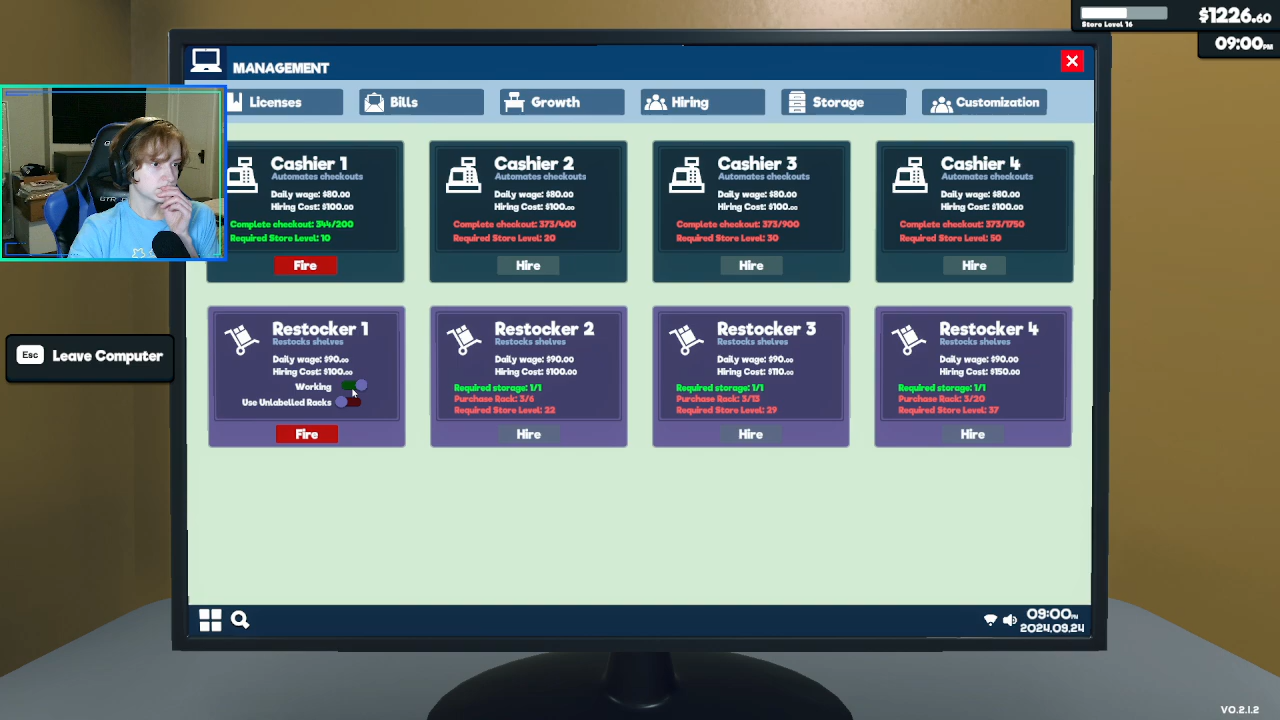 $1226.60
Store Level 16
09:00PM
MANAGEMENT
Licenses
Bills
Growth
Hiring
Storage
Customization
Cashier 1
Automates checkouts
Daily wage: $80.00
Hiring Cost: $100.00
Complete checkout: 344/200
Required Store Level: 10
Fire
Cashier 2
Automates checkouts
Daily wage: $80.00
Hiring Cost: $100.00
Complete checkout: 373/400
Required Store Level: 20
Hire
Cashier 3
Automates checkouts
Daily wage: $80.00
Hiring Cost: $100.00
Complete checkout: 373/900
Required Store Level: 30
Hire
Cashier 4
Automates checkouts
Daily wage: $80.00
Hiring Cost: $100.00
Complete checkout: 373/1750
Required Store Level: 50
Hire
Restocker 1
Restocks shelves
Daily wage: $90.00
Hiring Cost: $100.00
Working
Use Unlabelled Racks
Fire
Restocker 2
Restocks shelves
Daily wage: $90.00
Hiring Cost: $100.00
Required storage: 1/1
Purchase Rack: 3/6
Required Store Level: 22
Hire
Restocker 3
Restocks shelves
Daily wage: $90.00
Hiring Cost: $110.00
Required storage: 1/1
Purchase Rack: 3/13
Required Store Level: 29
Hire
Restocker 4
Restocks shelves
Daily wage: $90.00
Hiring Cost: $150.00
Required storage: 1/1
Purchase Rack: 3/20
Required Store Level: 37
Hire
Esc Leave Computer
09:00PM
2024.09.24
V0.2.1.2